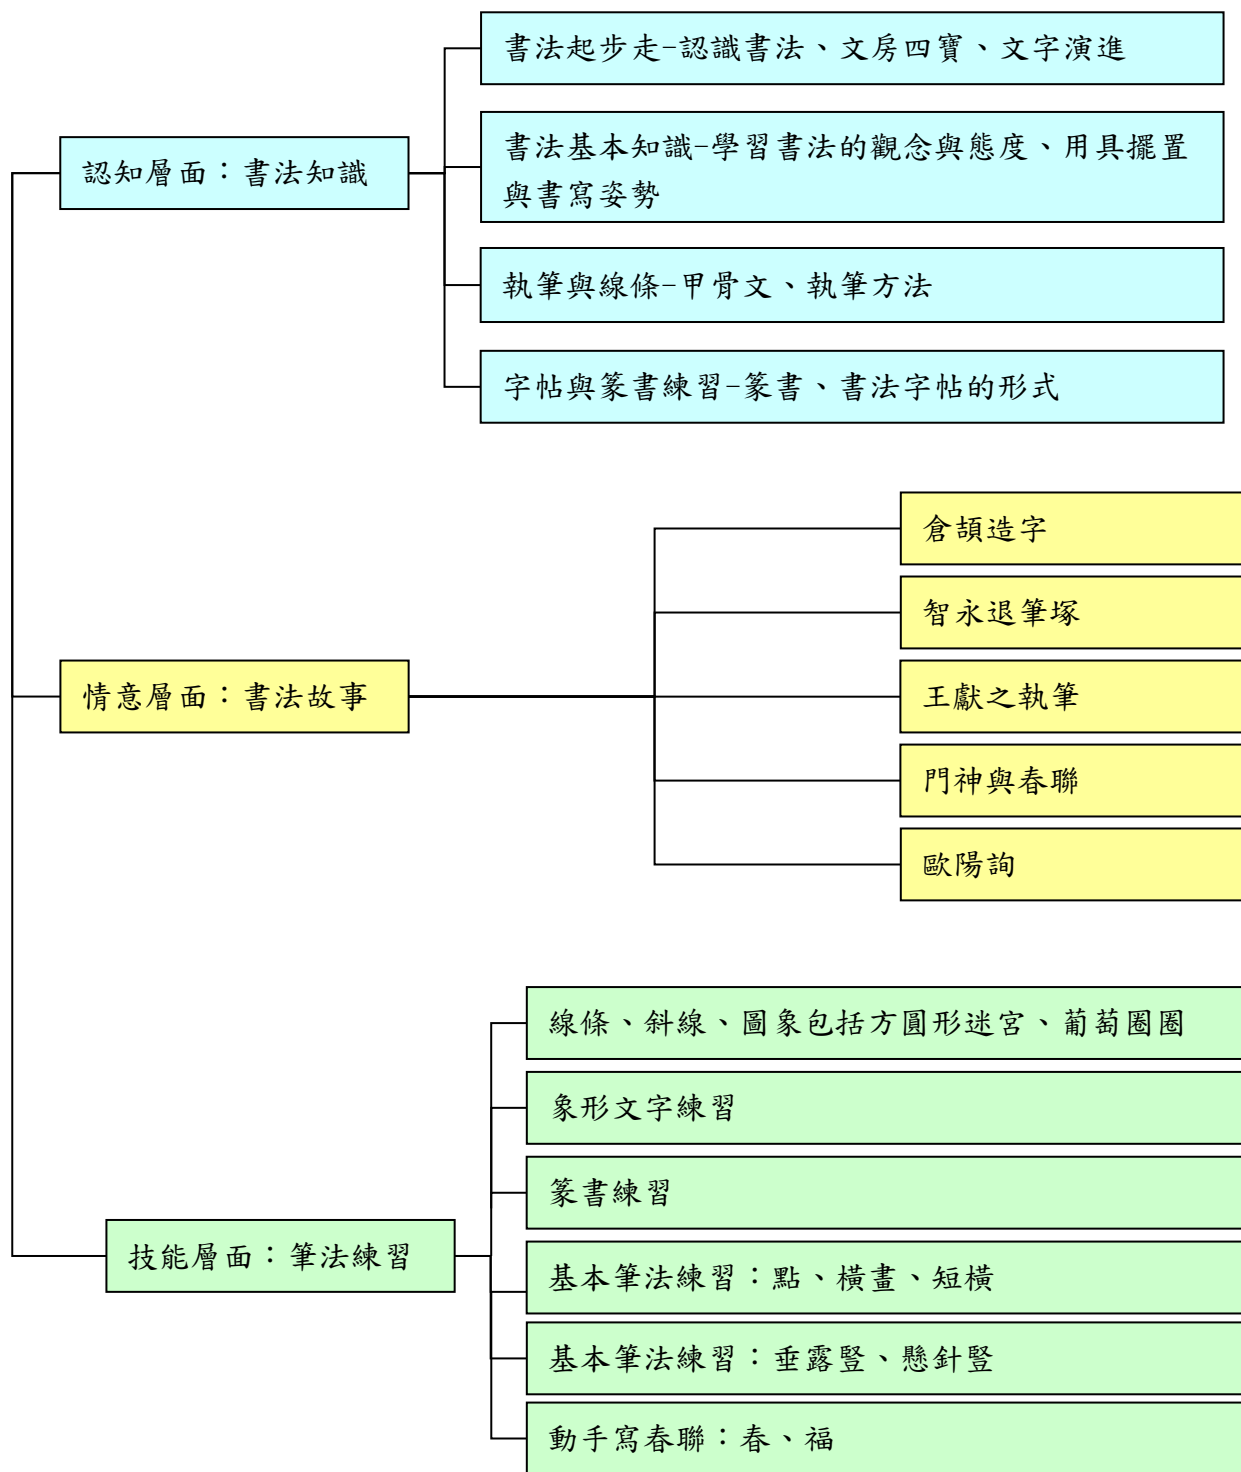 認知層面：書法知識
書法起步走-認識書法、文房四寶、文字演進
書法基本知識-學習書法的觀念與態度、用具擺置
與書寫姿勢
執筆與線條-甲骨文、執筆方法
字帖與篆書練習-篆書、書法字帖的形式
情意層面：書法故事
倉頡造字
智永退筆塚
王獻之執筆
門神與春聯
歐陽詢
技能層面：筆法練習
線條、斜線、圖象包括方圓形迷宮、葡萄圈圈
象形文字練習
篆書練習
基本筆法練習：點、橫畫、短橫
基本筆法練習：垂露豎、懸針豎
動手寫春聯：春、福